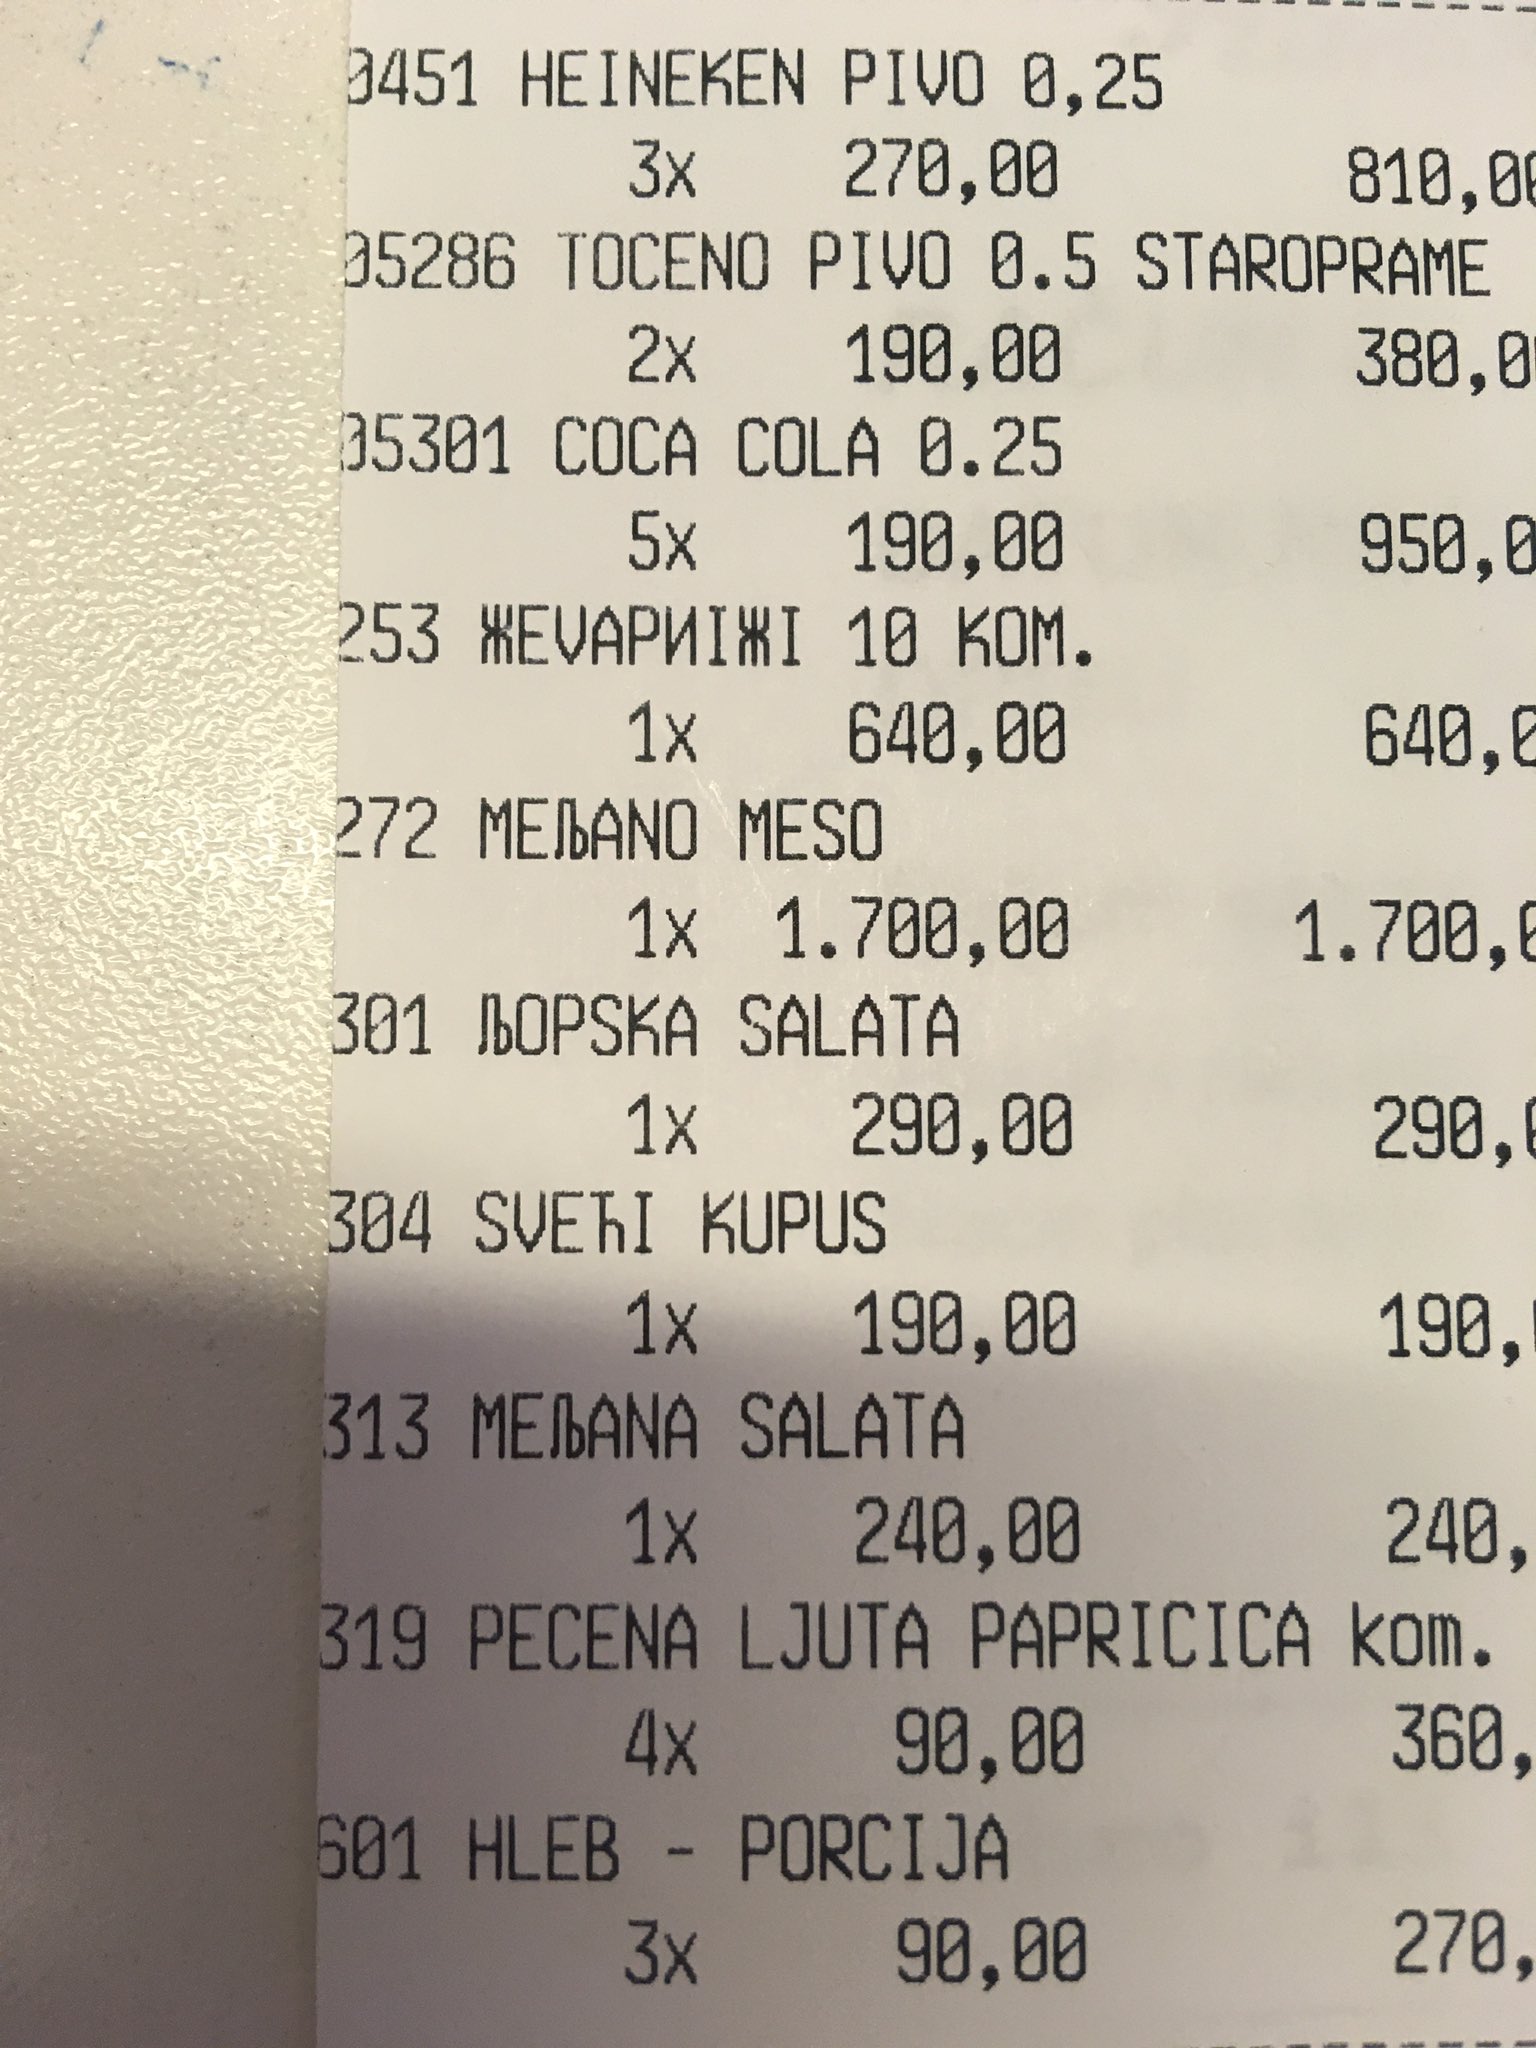 0451 HEINEKEN PIVO 0,25
3x 270,00 810,00
05286 TOCENO PIVO 0.5 STAROPRAME
2x 190,00 380,0
05301 COCA COLA 0.25
5x 190,00 950,0
253 ЖEVAPИIЖI 10 KOM.
1x 640,00 640,0
272 MEЉANO MESO
1x 1.700,00 1.700,0
301 ЉOPSKA SALATA
1x 290,00 290,0
304 SVEЋI KUPUS
1x 190,00 190,
313 MEЉANA SALATA
1x 240,00 240,
319 PECENA LJUTA PAPRICICA kom.
4x 90,00 360,
601 HLEB - PORCIJA
3x 90,00 270,